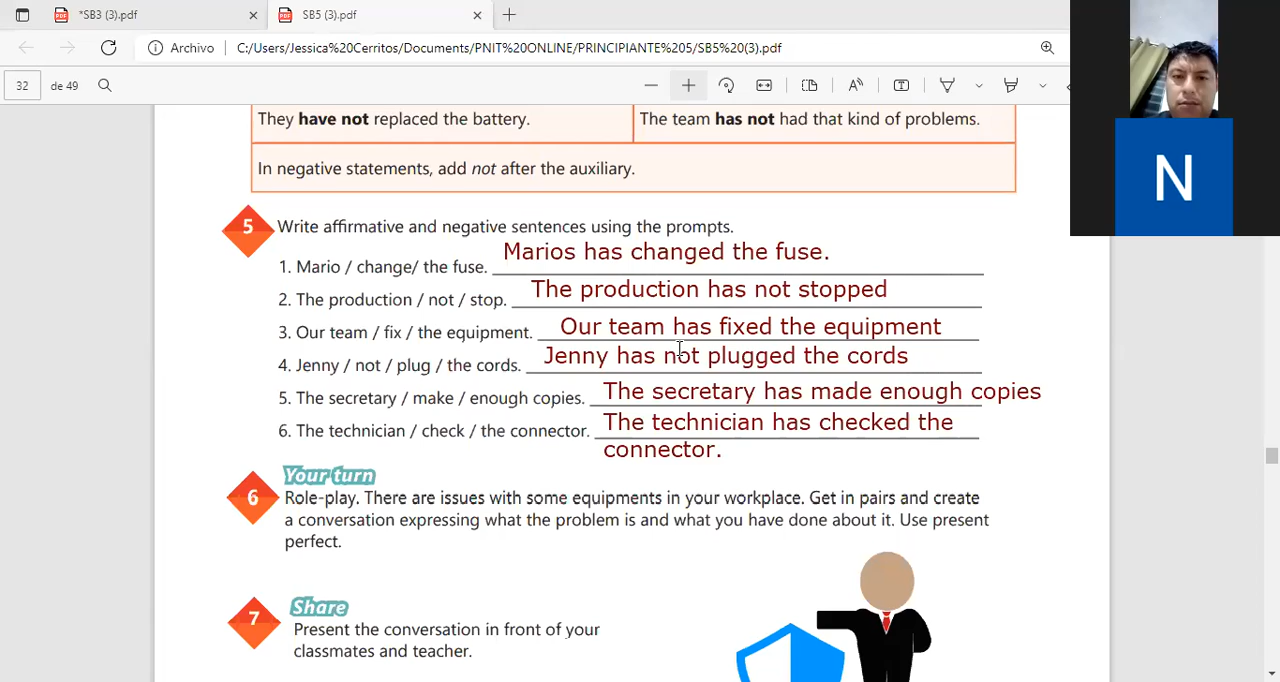 *SB3 (3).pdf
SB5 (3).pdf
Archivo
C:/Users/Jessica%20Cerritos/Documents/PNIT%20ONLINE/PRINCIPIANTE%205/SB5%20(3).pdf
32
de 49
They have not replaced the battery.
The team has not had that kind of problems.
In negative statements, add not after the auxiliary.
5
Write affirmative and negative sentences using the prompts.
Marios has changed the fuse.
1. Mario / change/ the fuse.
The production has not stopped
2. The production / not / stop.
Our team has fixed the equipment
3. Our team / fix / the equipment.
Jenny has not plugged the cords
4. Jenny / not / plug / the cords.
The secretary has made enough copies
5. The secretary / make / enough copies.
The technician has checked the
6. The technician / check / the connector.
connector.
Your turn
6
Role-play. There are issues with some equipments in your workplace. Get in pairs and create
a conversation expressing what the problem is and what you have done about it. Use present
perfect.
Share
7
Present the conversation in front of your
classmates and teacher.
N